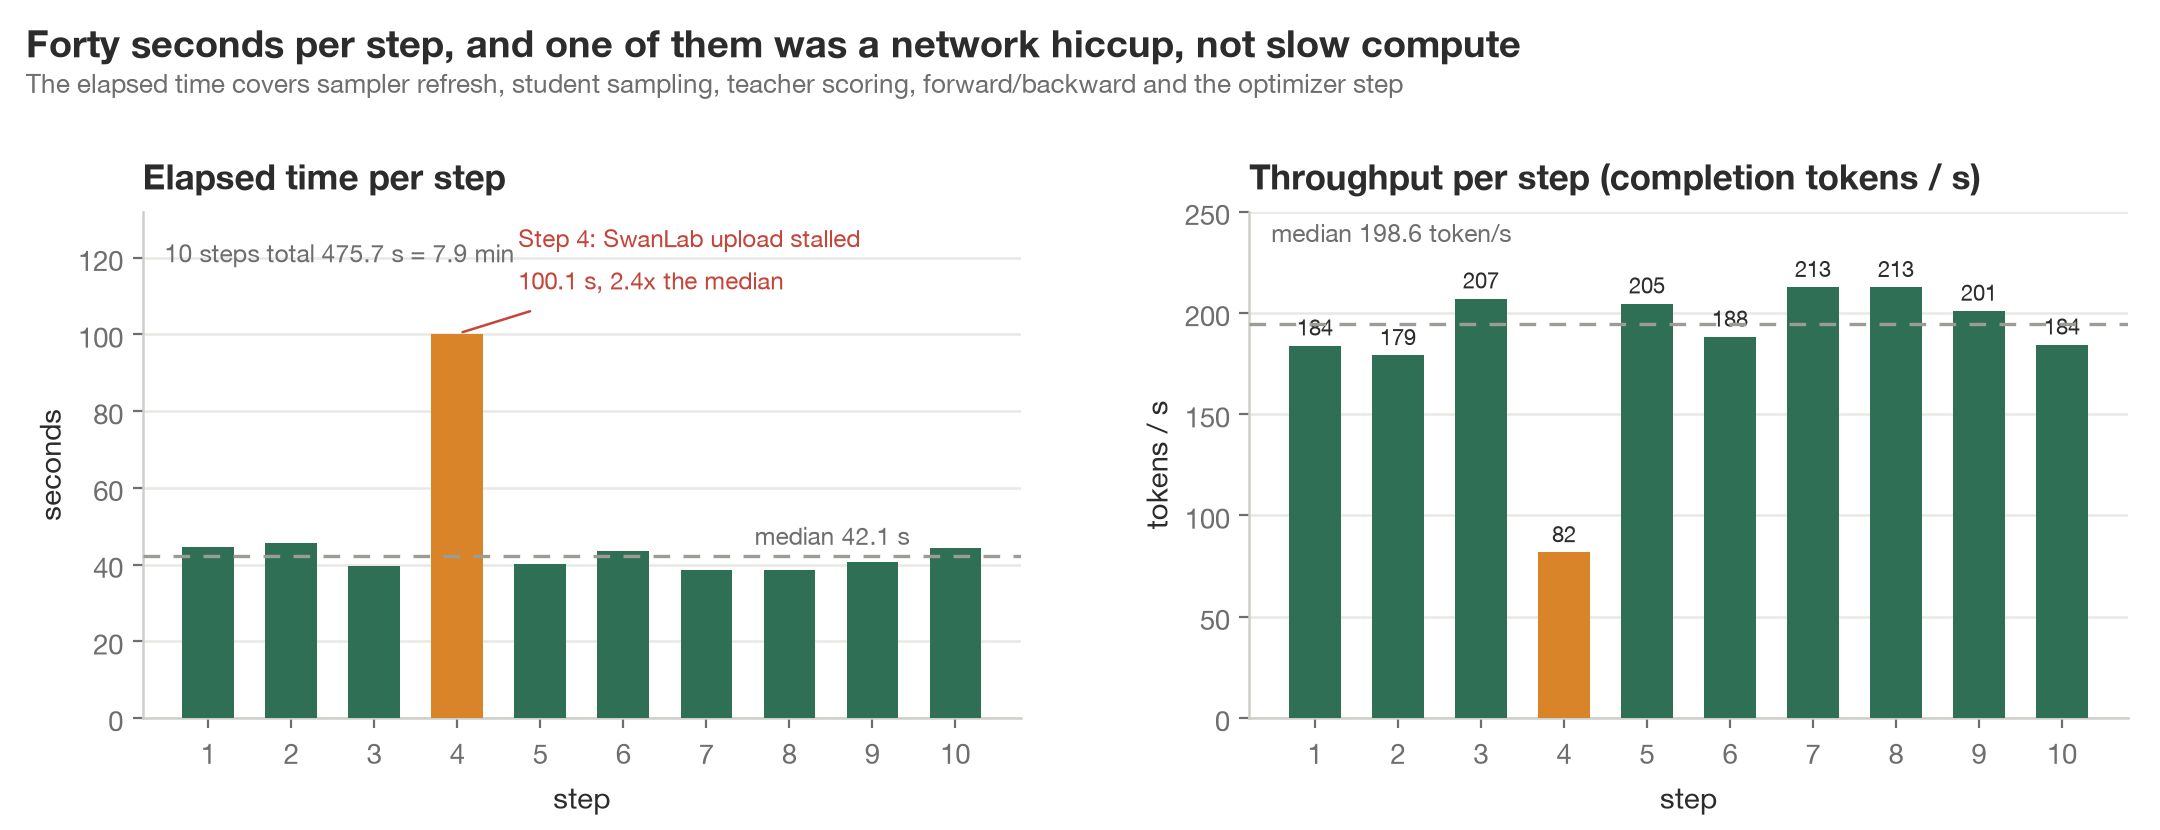 Forty seconds per step, and one of them was a network hiccup, not slow compute
The elapsed time covers sampler refresh, student sampling, teacher scoring, forward/backward and the optimizer step
Elapsed time per step
10 steps total 475.7 s = 7.9 min
Step 4: SwanLab upload stalled
100.1 s, 2.4x the median
median 42.1 s
seconds
120
100
80
60
40
20
0
1 2 3 4 5 6 7 8 9 10
step
Throughput per step (completion tokens / s)
median 198.6 token/s
tokens / s
250
200
150
100
50
0
184 179 207 82 205 188 213 213 201 184
1 2 3 4 5 6 7 8 9 10
step